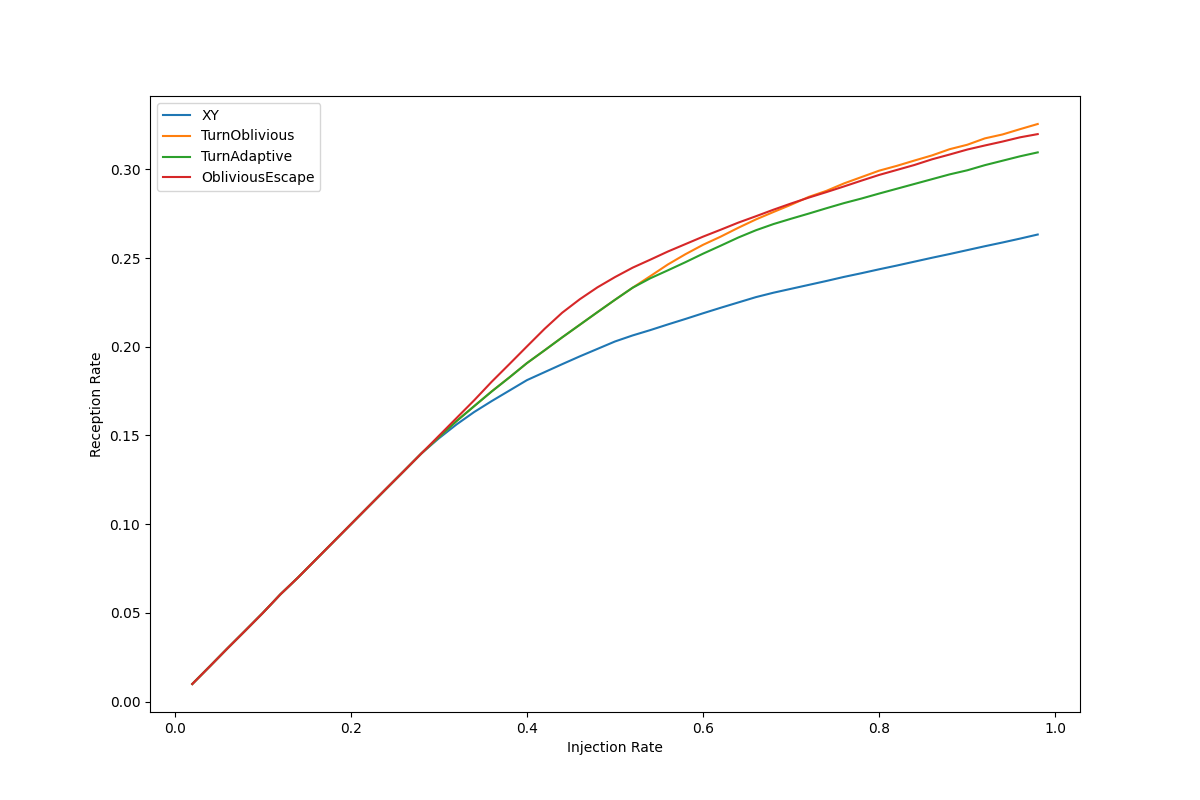 XY
TurnOblivious
TurnAdaptive
ObliviousEscape
0.30
0.25
0.20
0.15
0.10
0.05
0.00
Reception Rate
0.0 0.2 0.4 0.6 0.8 1.0
Injection Rate